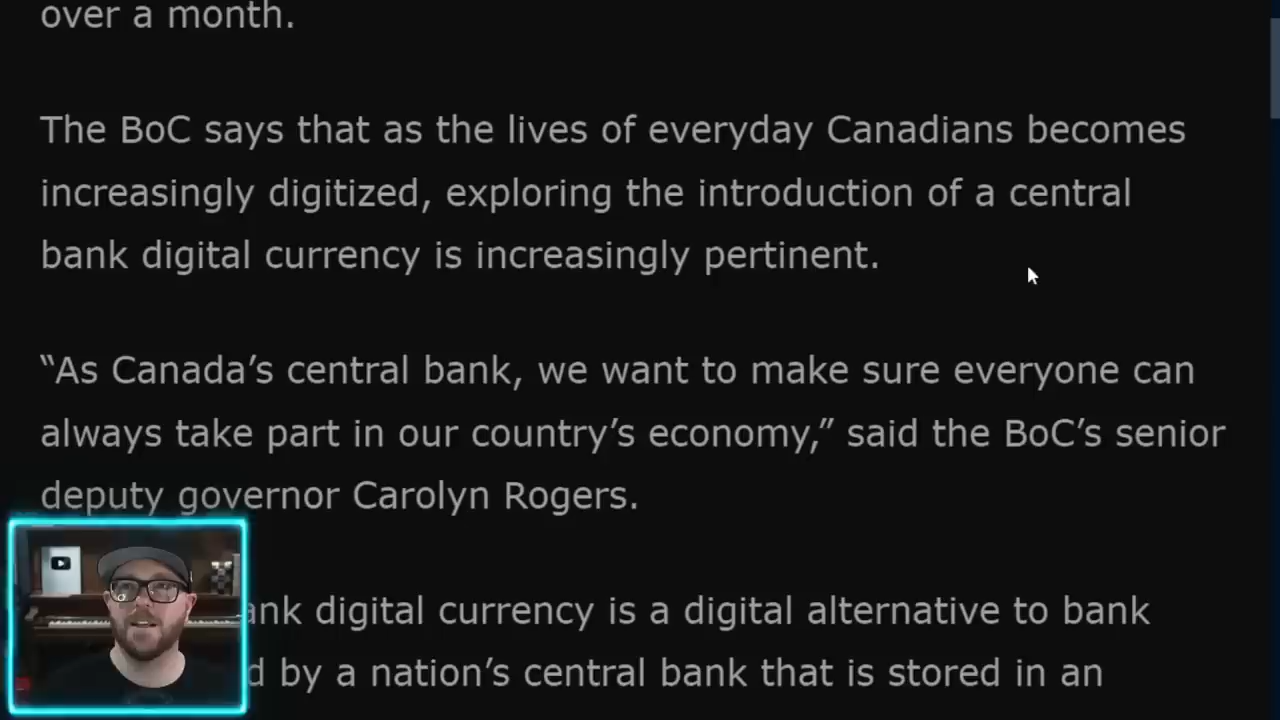 over a month.
The BoC says that as the lives of everyday Canadians becomes
increasingly digitized, exploring the introduction of a central
bank digital currency is increasingly pertinent.
“As Canada’s central bank, we want to make sure everyone can
always take part in our country’s economy,” said the BoC’s senior
deputy governor Carolyn Rogers.
ank digital currency is a digital alternative to bank
d by a nation’s central bank that is stored in an